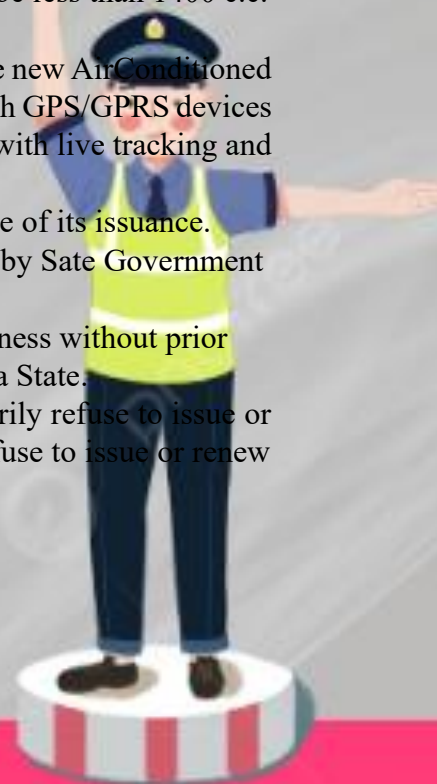 be less than 1400 c.c.
e new AirConditioned
h GPS/GPRS devices
with live tracking and
e of its issuance.
by Sate Government
ness without prior
a State.
rily refuse to issue or
fuse to issue or renew